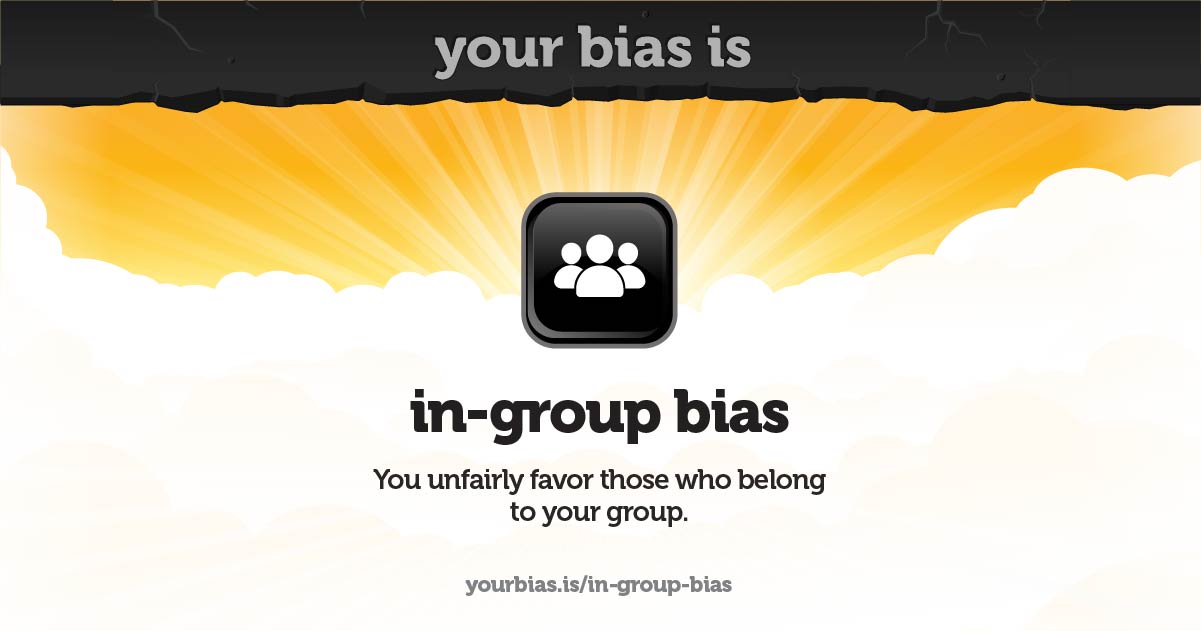 your bias is
in-group bias
You unfairly favor those who belong
to your group.
yourbias.is/in-group-bias